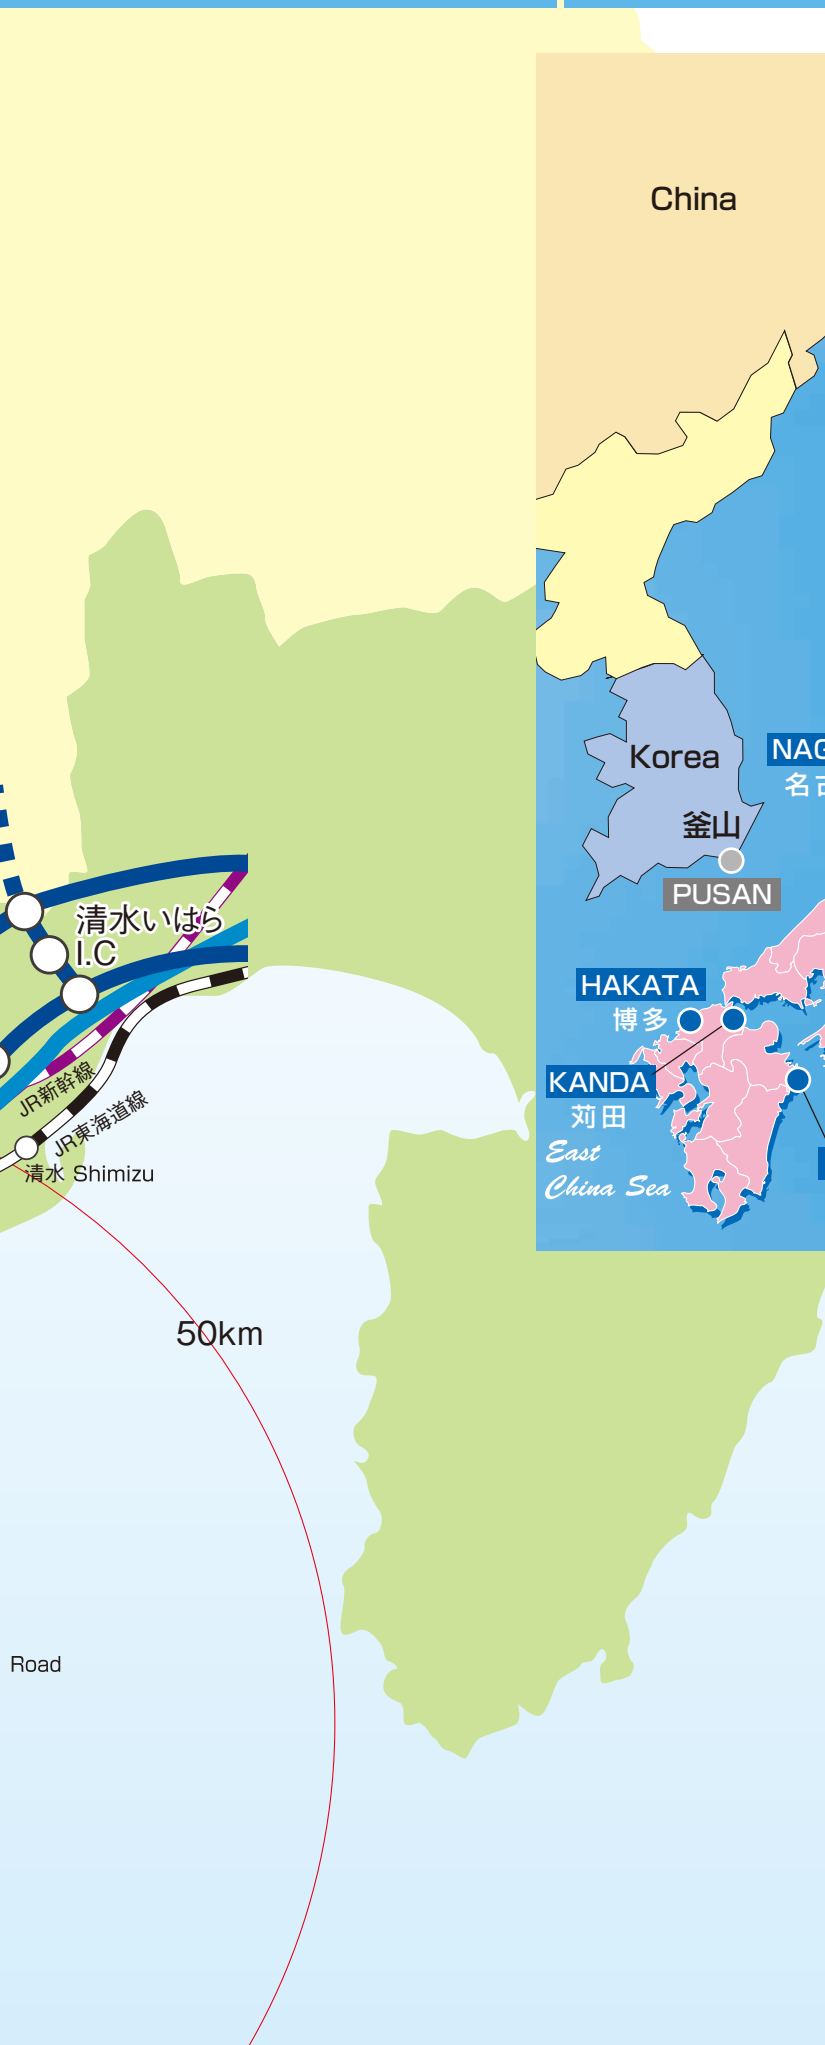 China
Korea
NAG
名古
釜山
PUSAN
清水いはら
I.C
HAKATA
博多
KANDA
苅田
JR新幹線
JR東海道線
East
China Sea
清水 Shimizu
50km
Road